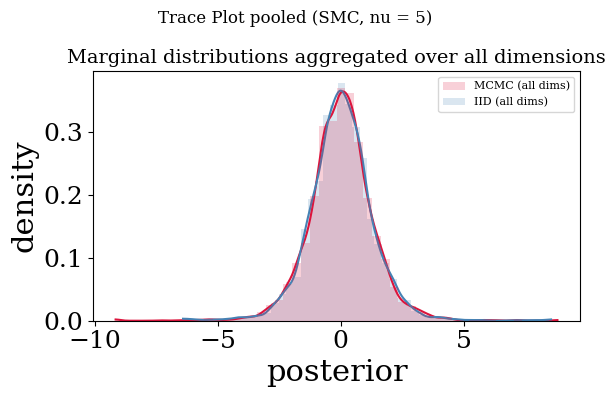 Trace Plot pooled (SMC, nu = 5)
Marginal distributions aggregated over all dimensions
MCMC (all dims)
IID (all dims)
density
0.3
0.2
0.1
0.0
−10
−5
0
5
posterior